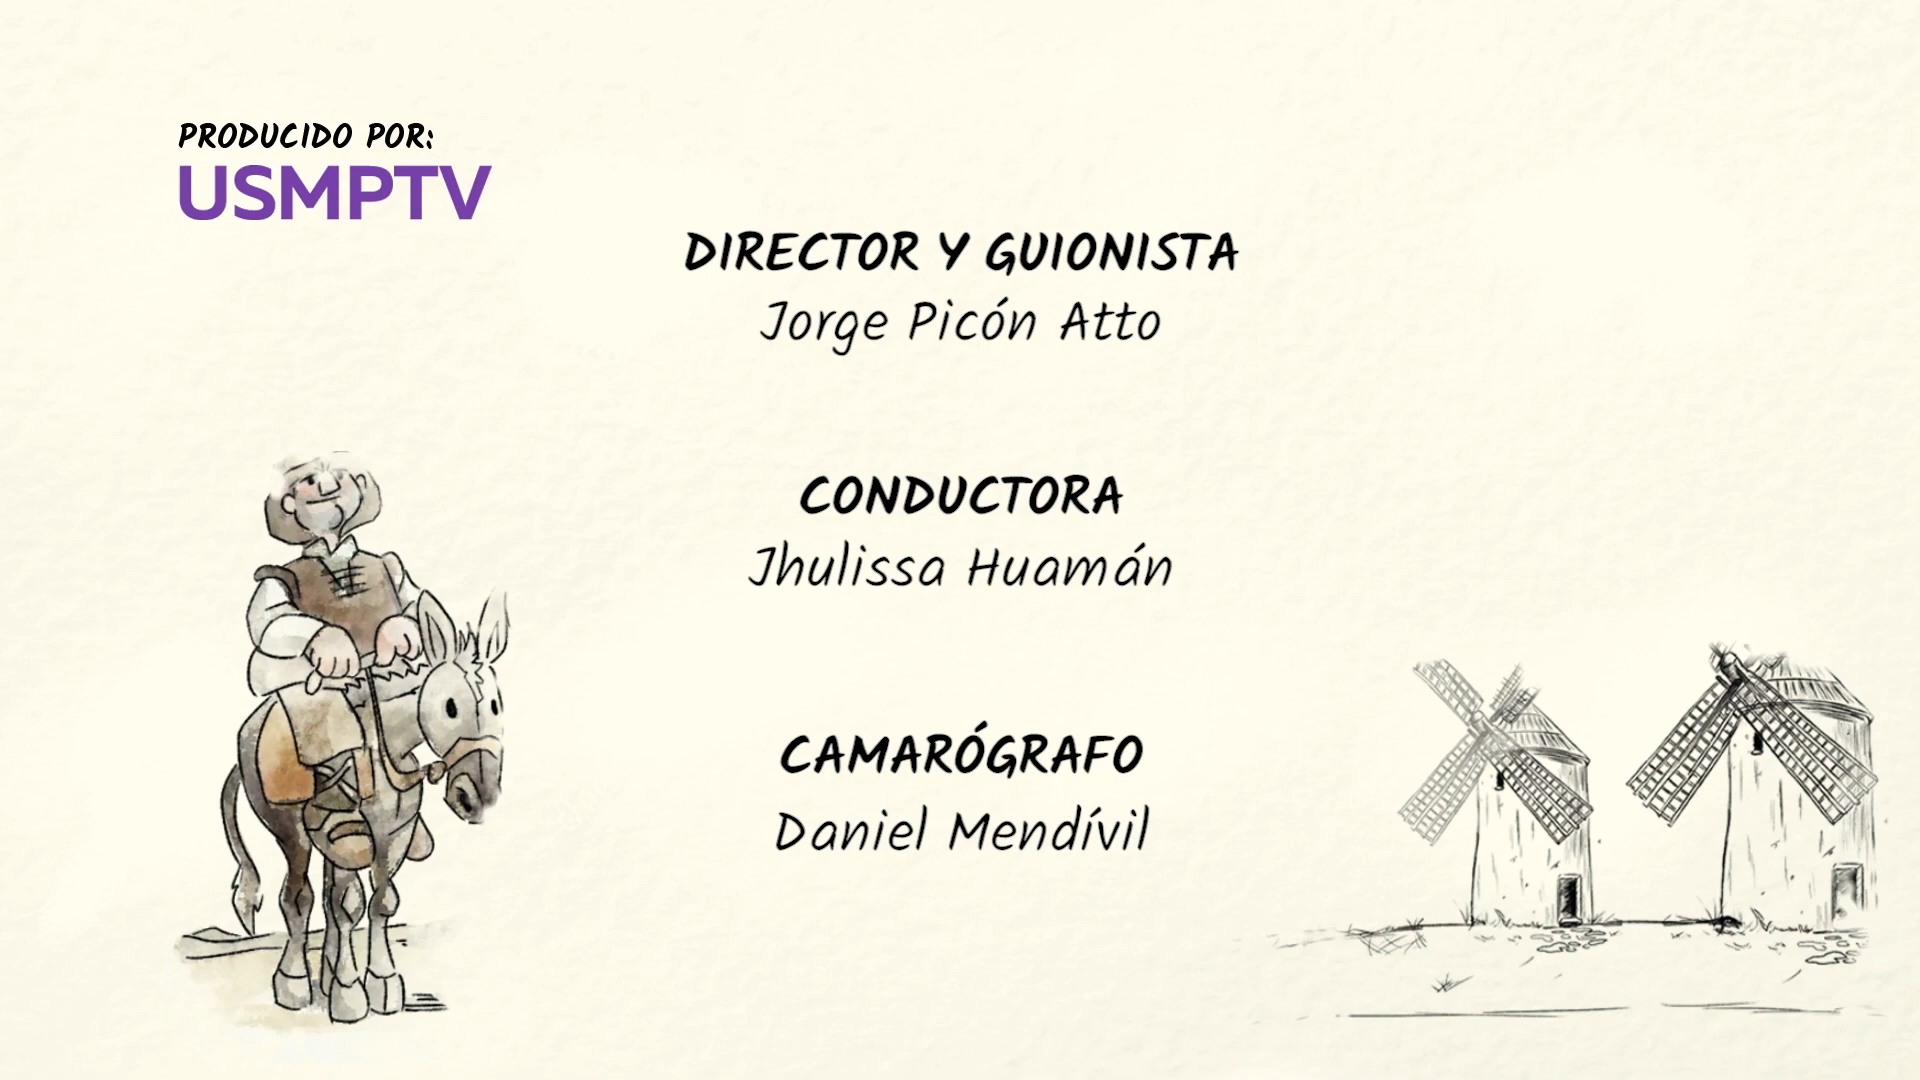 PRODUCIDO POR:
USMPTV
DIRECTOR Y GUIONISTA
Jorge Picón Atto
CONDUCTORA
Jhulissa Huamán
CAMARÓGRAFO
Daniel Mendívil